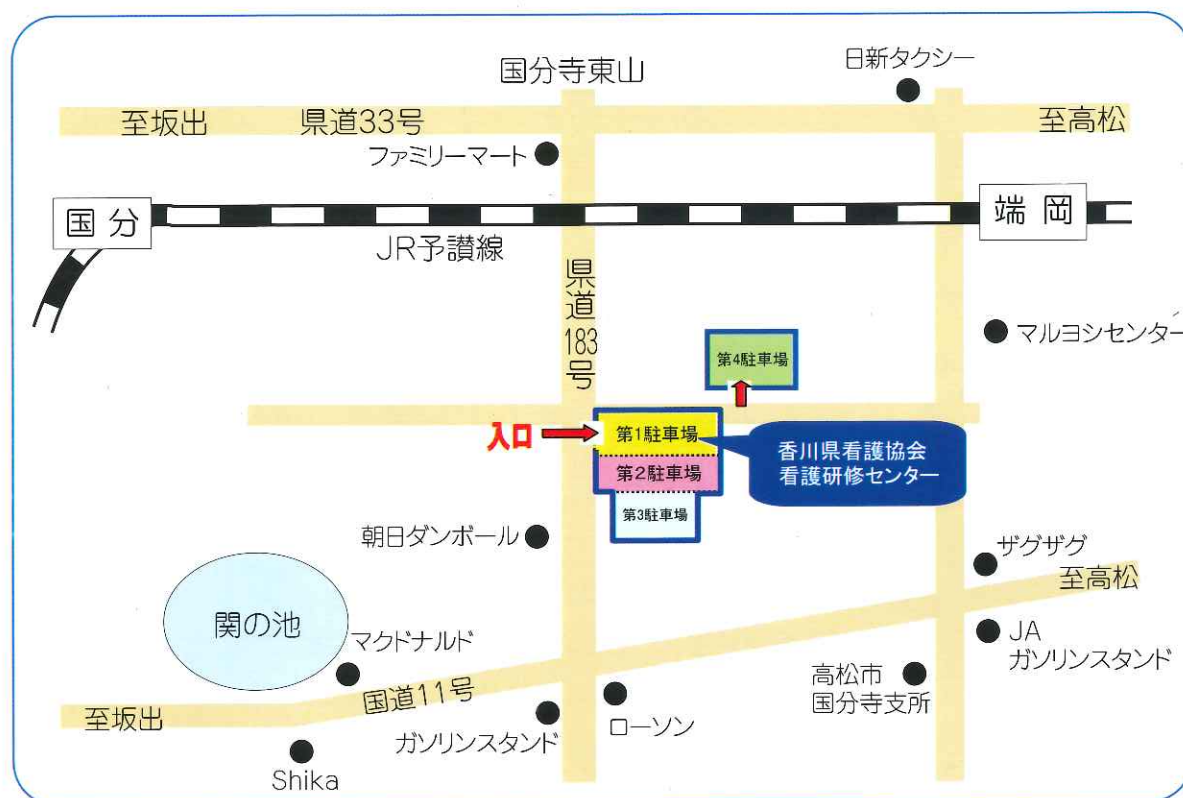 国分寺東山
日新タクシー
至坂出
県道33号
至高松
ファミリーマート
国分
端岡
JR予讃線
県道183号
マルヨシセンター
第4駐車場
入口
第1駐車場
香川県看護協会
看護研修センター
第2駐車場
第3駐車場
朝日ダンボール
ザグザグ
至高松
関の池
マクドナルド
JA
ガソリンスタンド
高松市
国分寺支所
国道11号
至坂出
ローソン
ガソリンスタンド
Shika